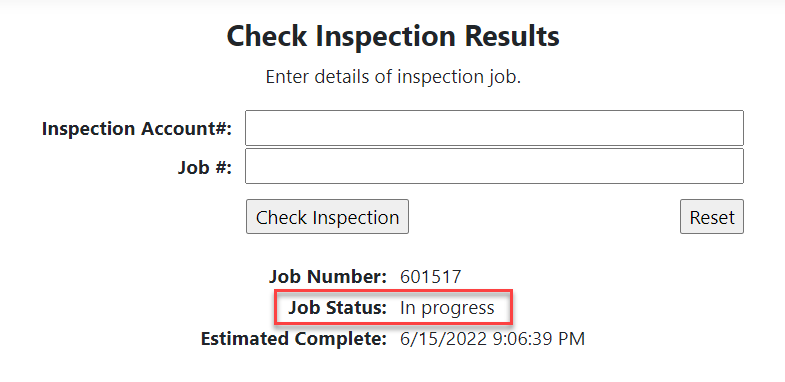 Check Inspection Results
Enter details of inspection job.
Inspection Account#:
Job #:
Check Inspection Reset
Job Number: 601517
Job Status: In progress
Estimated Complete: 6/15/2022 9:06:39 PM